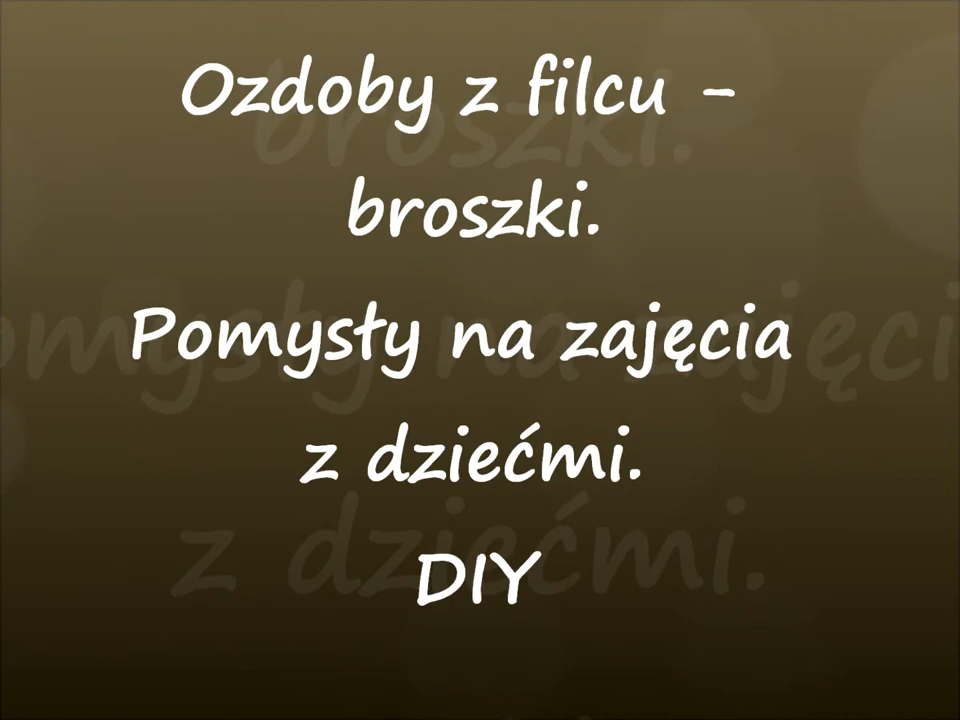 Ozdoby z filcu -
broszki.
Pomysły na zajęcia
z dziećmi.
DIY